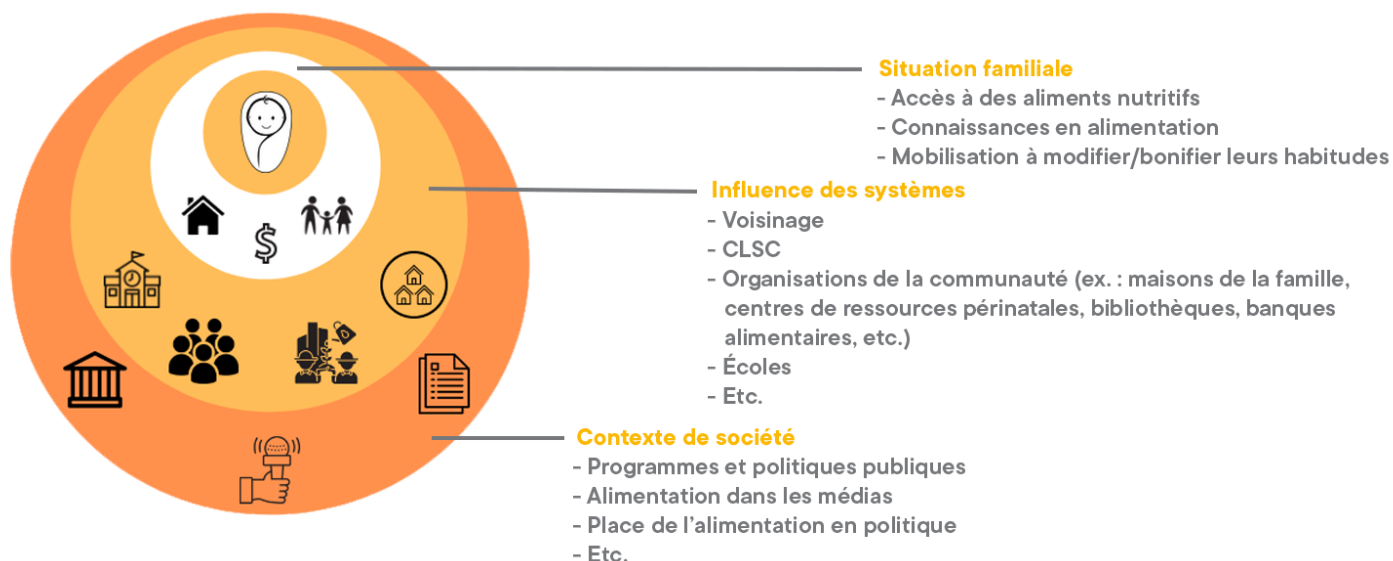 Situation familiale
- Accès à des aliments nutritifs
- Connaissances en alimentation
- Mobilisation à modifier/bonifier leurs habitudes
Influence des systèmes
- Voisinage
- CLSC
- Organisations de la communauté (ex. : maisons de la famille,
centres de ressources périnatales, bibliothèques, banques
alimentaires, etc.)
- Écoles
- Etc.
Contexte de société
- Programmes et politiques publiques
- Alimentation dans les médias
- Place de l'alimentation en politique
- Etc.
$